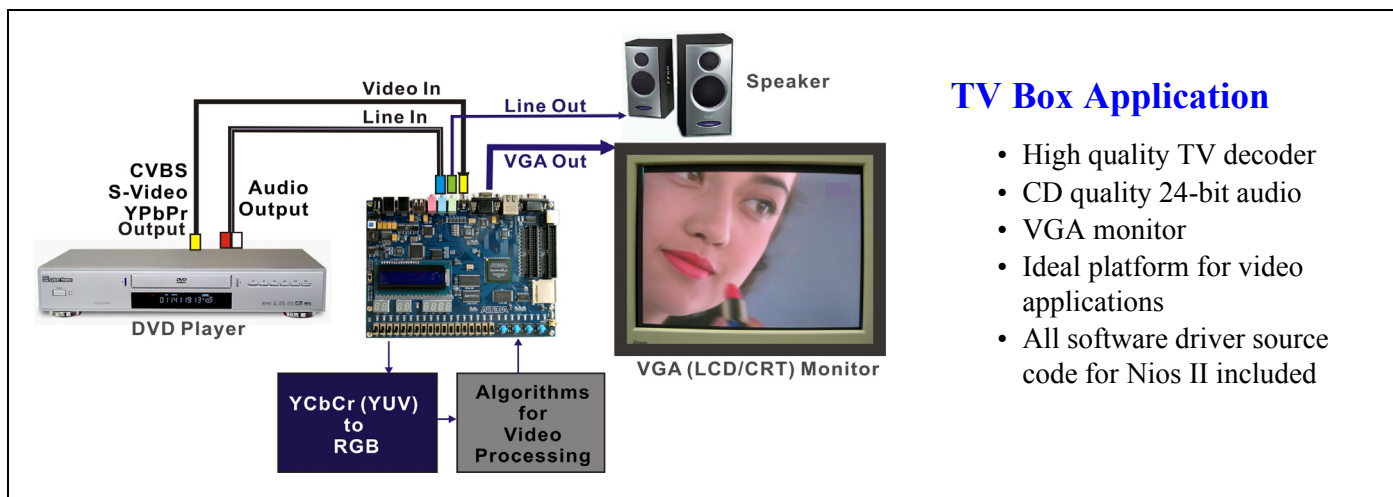 Video In
Line In
Line Out
VGA Out
Speaker
CVBS
S-Video
YPbPr
Output
Audio
Output
DVD Player
ALTERA
VGA (LCD/CRT) Monitor
YCbCr (YUV)
to
RGB
Algorithms
for
Video
Processing
TV Box Application
• High quality TV decoder
• CD quality 24-bit audio
• VGA monitor
• Ideal platform for video
applications
• All software driver source
code for Nios II included